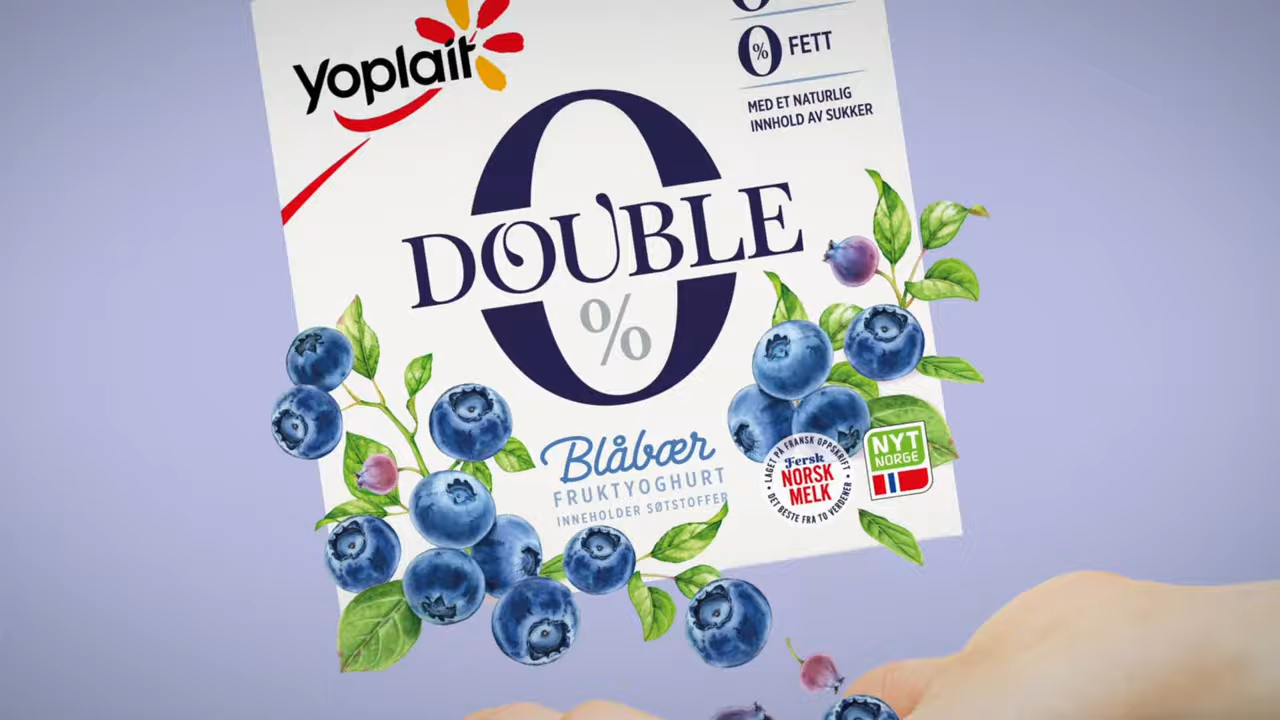 Yoplait
0
0% FETT
MED ET NATURLIG
INNHOLD AV SUKKER
0
DOUBLE
%
Blåbær
FRUKTYOGHURT
INNEHOLDER SØTSTOFFER
LAGET PÅ FRANSK OPPSKRIFT
Fersk
NORSK
MELK
DET BESTE FRA TO VERDENER
NYT
NORGE